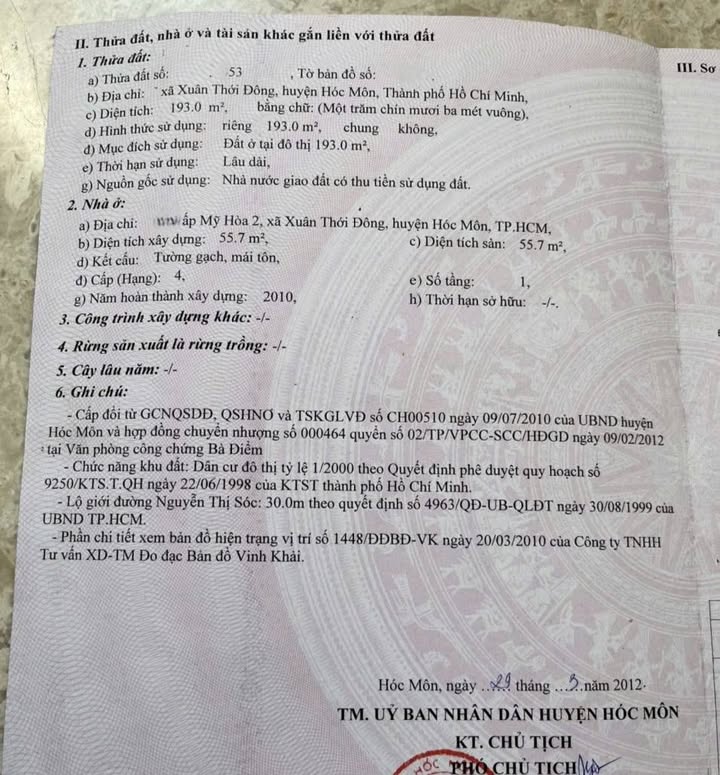 II. Thửa đất, nhà ở và tài sản khác gắn liền với thửa đất
III. Sơ
1. Thửa đất:
a) Thửa đất số: 53 , Tờ bản đồ số:
b) Địa chỉ: xã Xuân Thới Đông, huyện Hóc Môn, Thành phố Hồ Chí Minh,
c) Diện tích: 193.0 m², bằng chữ: (Một trăm chín mươi ba mét vuông),
d) Hình thức sử dụng: riêng 193.0 m², chung không,
đ) Mục đích sử dụng: Đất ở tại đô thị 193.0 m²,
e) Thời hạn sử dụng: Lâu dài,
g) Nguồn gốc sử dụng: Nhà nước giao đất có thu tiền sử dụng đất.
2. Nhà ở:
a) Địa chỉ: ấp Mỹ Hòa 2, xã Xuân Thới Đông, huyện Hóc Môn, TP.HCM,
b) Diện tích xây dựng: 55.7 m², c) Diện tích sàn: 55.7 m²,
d) Kết cấu: Tường gạch, mái tôn,
đ) Cấp (Hạng): 4, e) Số tầng: 1,
g) Năm hoàn thành xây dựng: 2010, h) Thời hạn sở hữu: -/-.
3. Công trình xây dựng khác: -/-
4. Rừng sản xuất là rừng trồng: -/-
5. Cây lâu năm: -/-
6. Ghi chú:
- Cấp đổi từ GCNQSDĐ, QSHNƠ và TSKGLVĐ số CH00510 ngày 09/07/2010 của UBND huyện
Hóc Môn và hợp đồng chuyển nhượng số 000464 quyển số 02/TP/VPCC-SCC/HĐGD ngày 09/02/2012
tại Văn phòng công chứng Bà Điểm
- Chức năng khu đất: Dân cư đô thị tỷ lệ 1/2000 theo Quyết định phê duyệt quy hoạch số
9250/KTS.T.QH ngày 22/06/1998 của KTST thành phố Hồ Chí Minh.
- Lộ giới đường Nguyễn Thị Sóc: 30.0m theo quyết định số 4963/QĐ-UB-QLĐT ngày 30/08/1999 của
UBND TP.HCM.
- Phần chi tiết xem bản đồ hiện trạng vị trí số 1448/ĐĐBĐ-VK ngày 20/03/2010 của Công ty TNHH
Tư vấn XD-TM Đo đạc Bản đồ Vinh Khải.
Hóc Môn, ngày ..29 tháng ...3..năm 2012.
TM. UỶ BAN NHÂN DÂN HUYỆN HÓC MÔN
KT. CHỦ TỊCH
PHÓ CHỦ TỊCH
HÓC